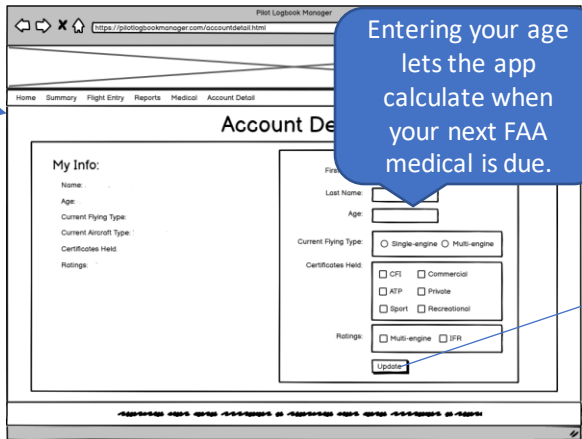 Pilot Logbook Manager
https://pilotlogbookmanager.com/accountdetail.html
Entering your age
lets the app
calculate when
your next FAA
medical is due.
Home Summary Flight Entry Reports Medical Account Detail
Account De
My Info:
Name:
Age:
Current Flying Type:
Current Aircraft Type:
Certificates Held:
Ratings:
First
Last Name:
Age:
Current Flying Type:
Single-engine Multi-engine
Certificates Held:
CFI Commercial
ATP Private
Sport Recreational
Ratings:
Multi-engine IFR
Update